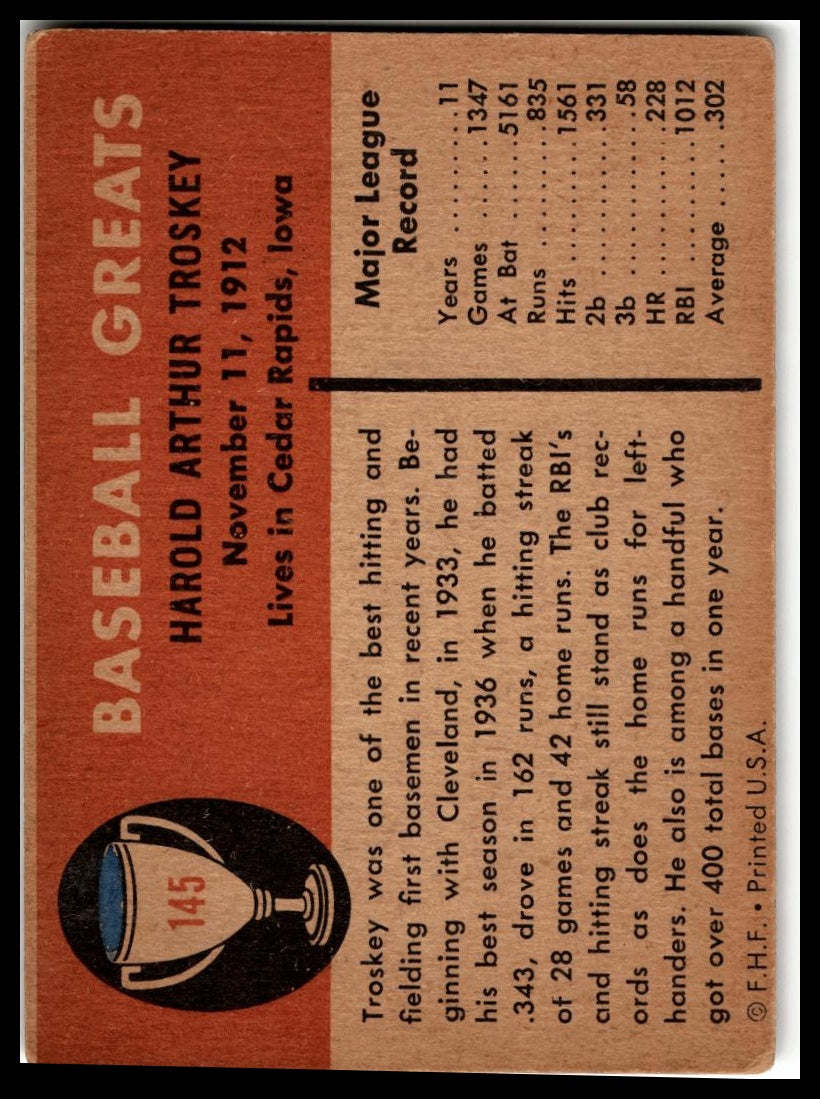 BASEBALL GREATS
HAROLD ARTHUR TROSKEY
November 11, 1912
Lives in Cedar Rapids, Iowa
145
Troskey was one of the best hitting and
fielding first basemen in recent years. Be-
ginning with Cleveland, in 1933, he had
his best season in 1936 when he batted
.343, drove in 162 runs, a hitting streak
of 28 games and 42 home runs. The RBI's
and hitting streak still stand as club rec-
ords as does the home runs for left-
handers. He also is among a handful who
got over 400 total bases in one year.
© F.H.F. • Printed U.S.A.
Major League
Record
Years .........11
Games ......1347
At Bat ......5161
Runs .........835
Hits .........1561
2b ............331
3b .............58
HR ...........228
RBI .........1012
Average ......302